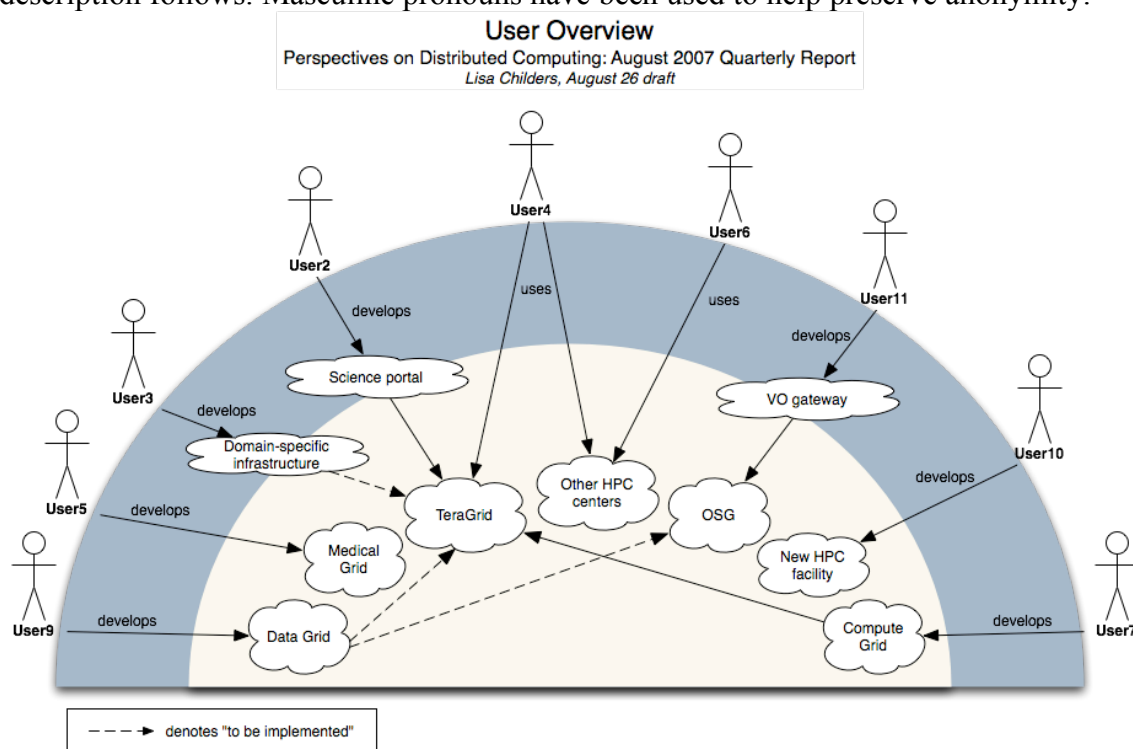 description follows. Masculine pronouns have been used to help preserve anonymity.
User Overview
Perspectives on Distributed Computing: August 2007 Quarterly Report
Lisa Childers, August 26 draft
User4
User6
User2
User11
uses
uses
develops
develops
User3
Science portal
VO gateway
develops
User10
Domain-specific
infrastructure
develops
Other HPC
centers
User5
develops
TeraGrid
OSG
Medical
Grid
New HPC
facility
User9
develops
Data Grid
Compute
Grid
develops
User7
denotes "to be implemented"